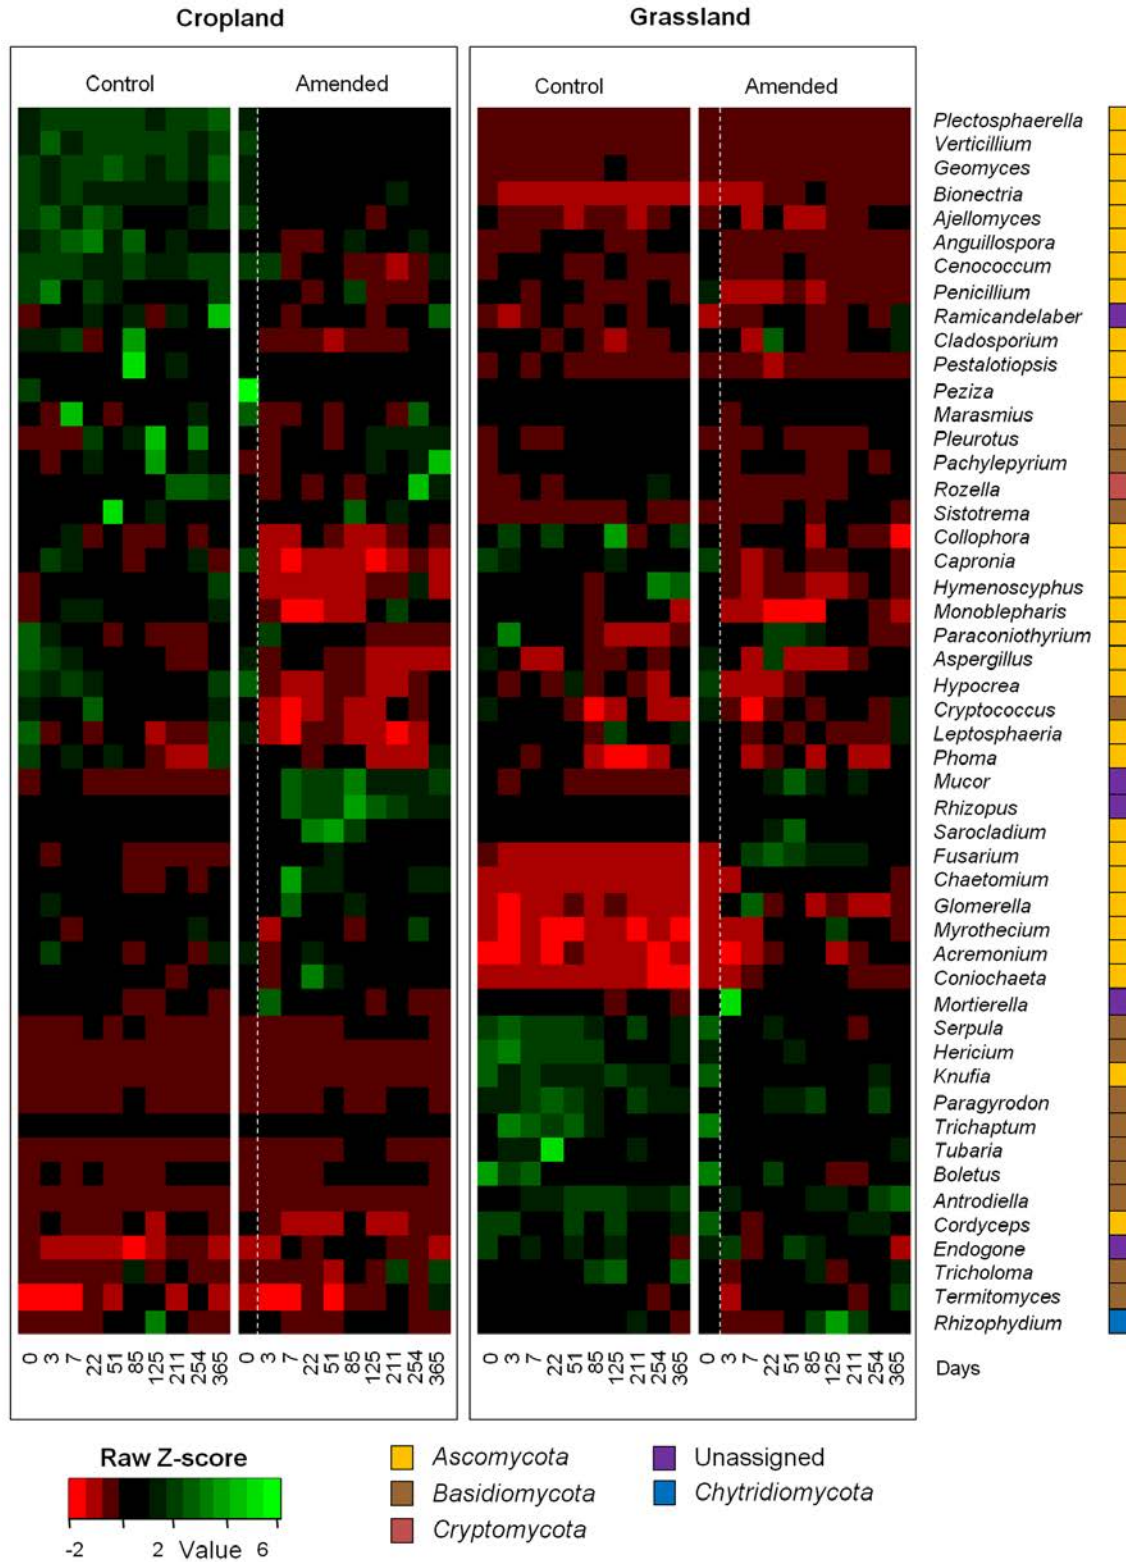 Cropland
Grassland
Control
Amended
Control
Amended
Plectosphaerella
Verticillium
Geomyces
Bionectria
Ajellomyces
Anguillospora
Cenococcum
Penicillium
Ramicandelaber
Cladosporium
Pestalotiopsis
Peziza
Marasmius
Pleurotus
Pachylepyrium
Rozella
Sistotrema
Collophora
Capronia
Hymenoscyphus
Monoblepharis
Paraconiothyrium
Aspergillus
Hypocrea
Cryptococcus
Leptosphaeria
Phoma
Mucor
Rhizopus
Sarocladium
Fusarium
Chaetomium
Glomerella
Myrothecium
Acremonium
Coniochaeta
Mortierella
Serpula
Hericium
Knufia
Paragyrodon
Trichaptum
Tubaria
Boletus
Antrodiella
Cordyceps
Endogone
Tricholoma
Termitomyces
Rhizophydium
0 3 7 22 51 85 125 211 254 365
0 3 7 22 51 85 125 211 254 365
0 3 7 22 51 85 125 211 254 365
0 3 7 22 51 85 125 211 254 365
Days
Raw Z-score
-2 2 Value 6
Ascomycota
Basidiomycota
Cryptomycota
Unassigned
Chytridiomycota